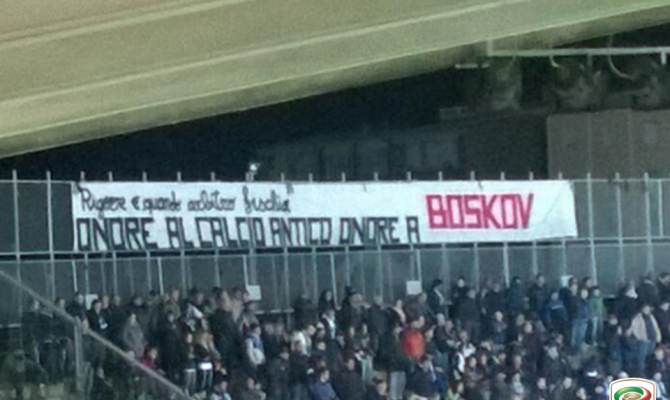 "Rigore è quando arbitro fischia"
ONORE AL CALCIO ANTICO ONORE A BOSKOV